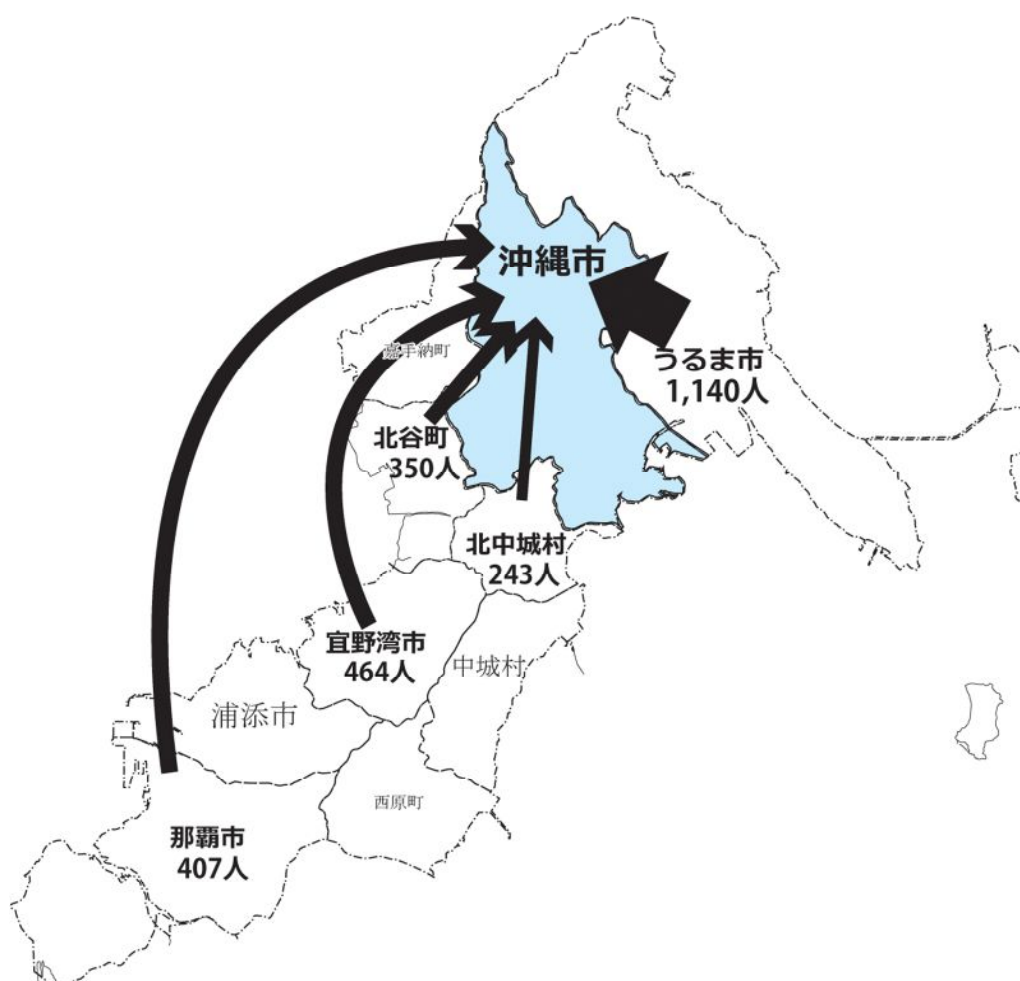 沖縄市
嘉手納町
うるま市
1,140人
北谷町
350人
北中城村
243人
宜野湾市
464人
中城村
浦添市
西原町
那覇市
407人